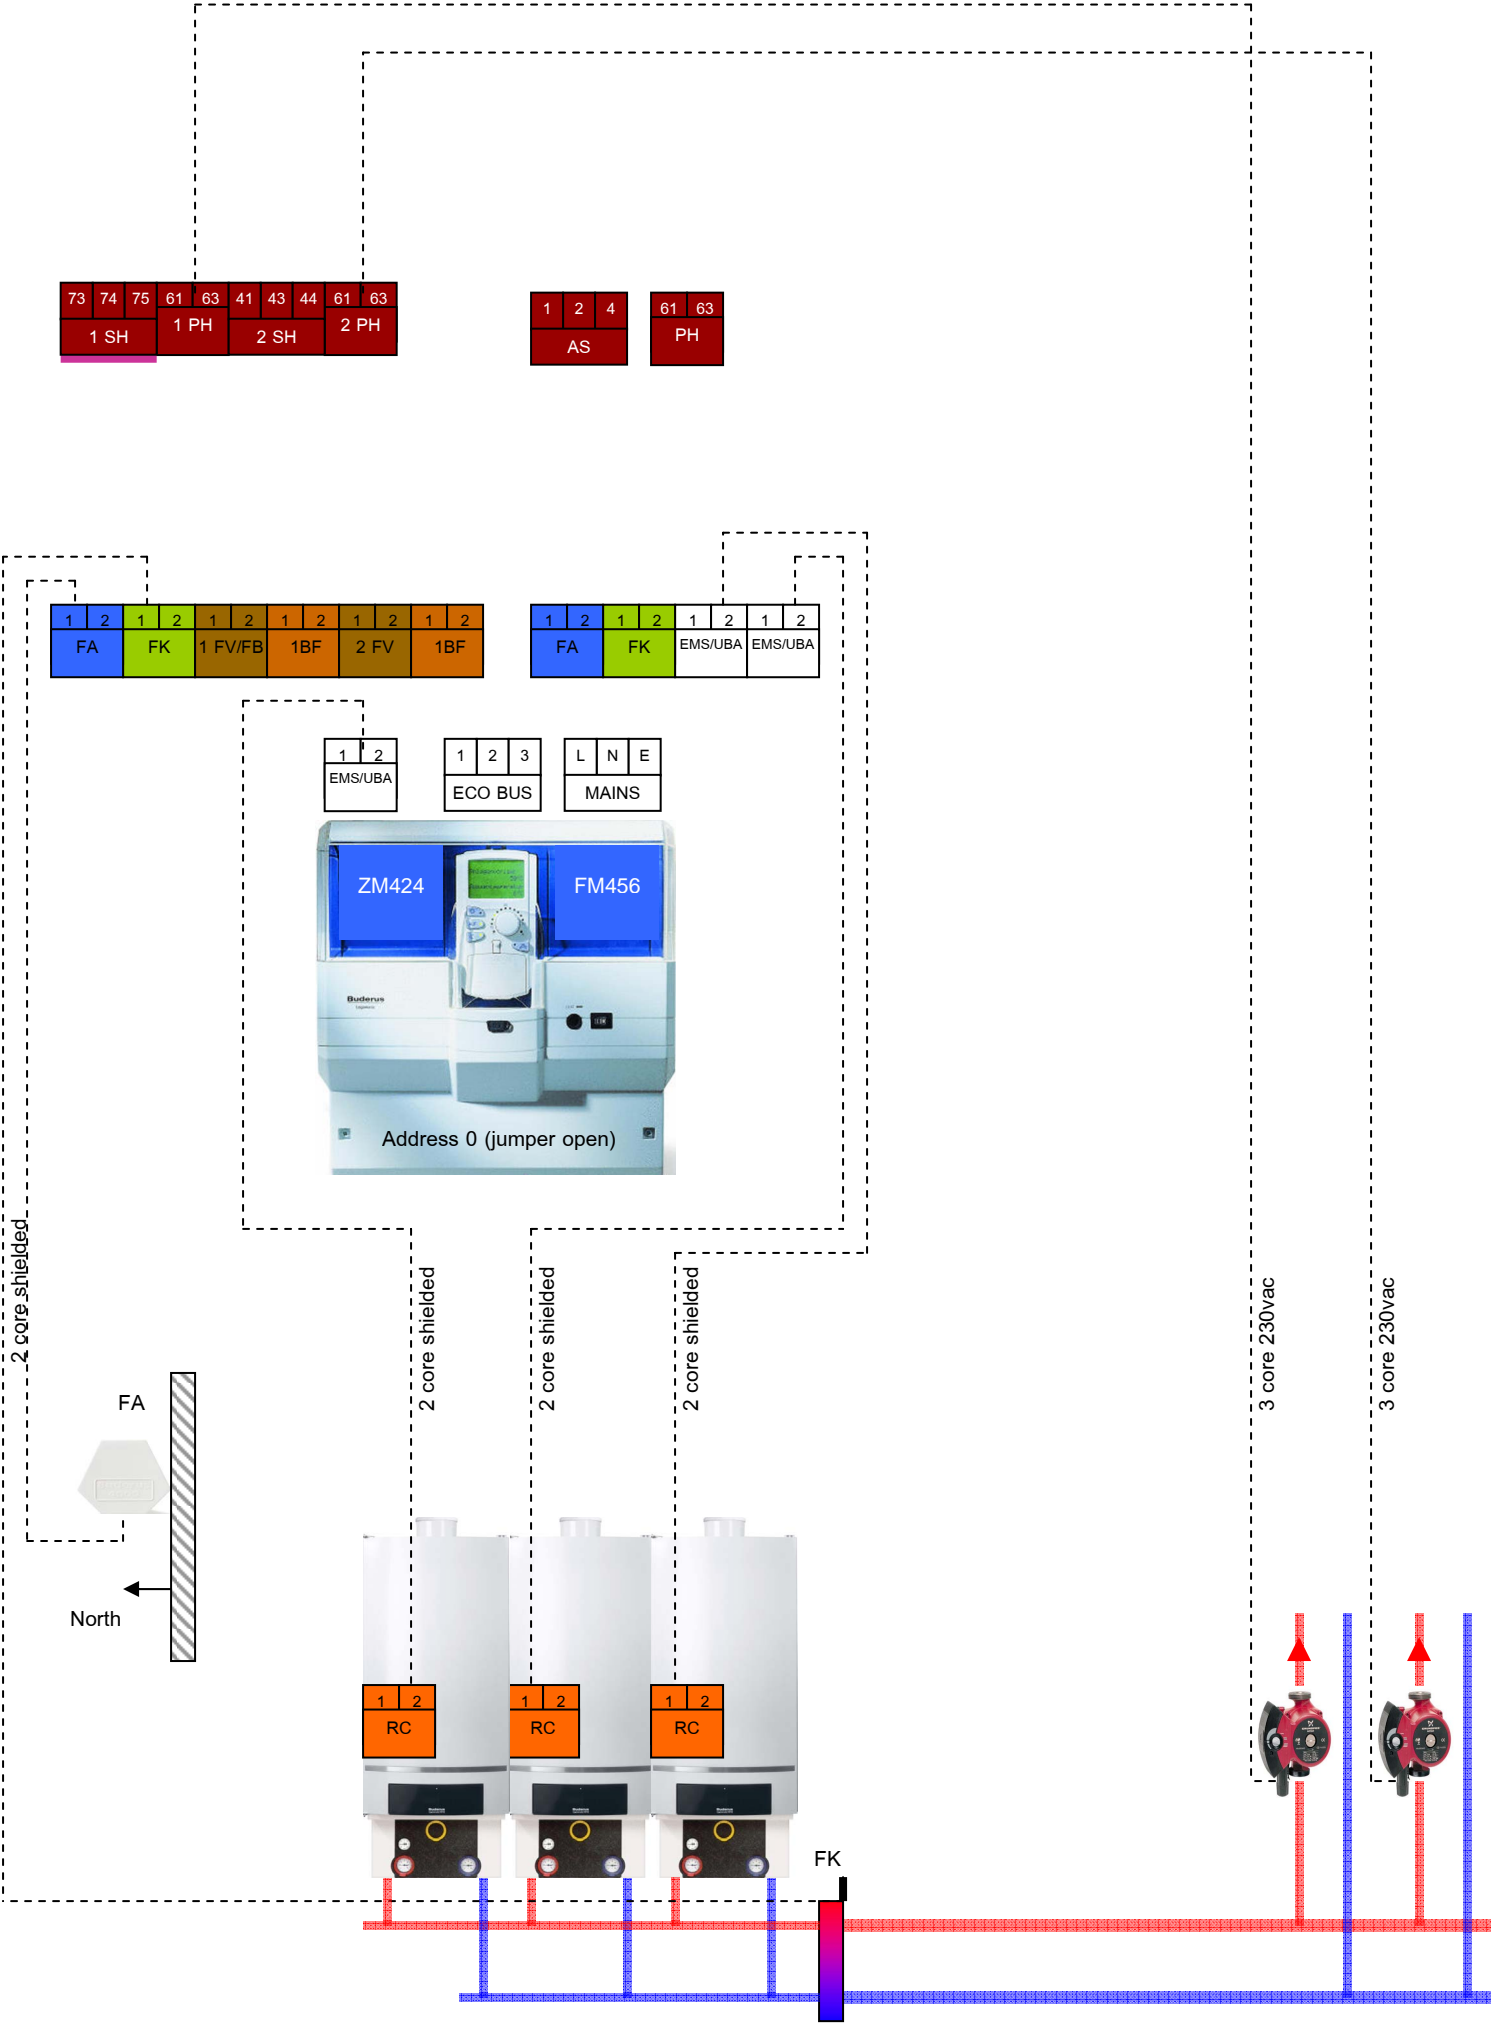 73 74 75 61 63 41 43 44 61 63
1 SH 1 PH 2 SH 2 PH
1 2 4 61 63
AS PH
1 2 1 2 1 2 1 2 1 2 1 2
FA FK 1 FV/FB 1BF 2 FV 1BF
1 2 1 2 1 2 1 2
FA FK EMS/UBA EMS/UBA
1 2
EMS/UBA
1 2 3
ECO BUS
L N E
MAINS
ZM424
FM456
Buderus
Address 0 (jumper open)
2 core shielded
2 core shielded
2 core shielded
2 core shielded
3 core 230vac
3 core 230vac
FA
North
1 2
RC
1 2
RC
1 2
RC
Buderus
Buderus
Buderus
FK